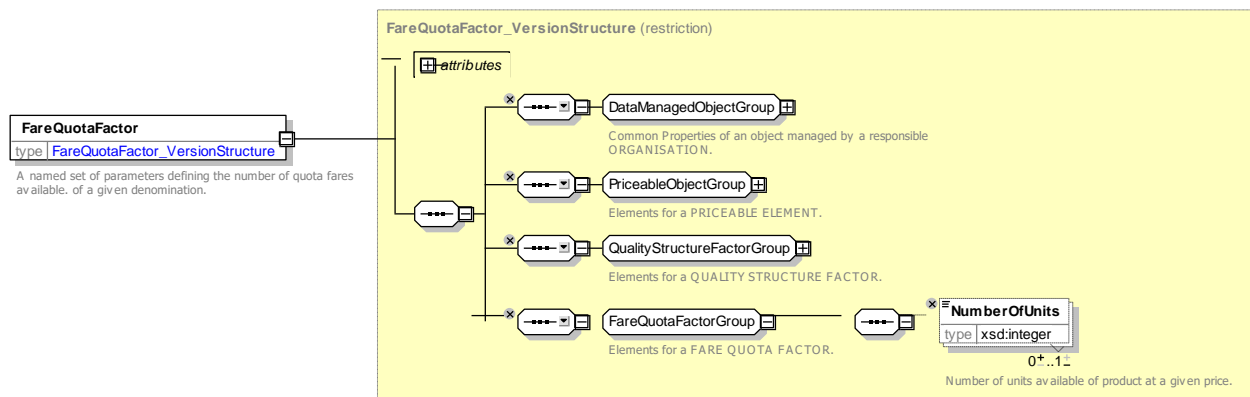 FareQuotaFactor_VersionStructure (restriction)
attributes
DataManagedObjectGroup
Common Properties of an object managed by a responsible
ORGANISATION.
FareQuotaFactor
type FareQuotaFactor_VersionStructure
A named set of parameters defining the number of quota fares
available. of a given denomination.
PriceableObjectGroup
Elements for a PRICEABLE ELEMENT.
QualityStructureFactorGroup
Elements for a QUALITY STRUCTURE FACTOR.
FareQuotaFactorGroup
Elements for a FARE QUOTA FACTOR.
NumberOfUnits
type xsd:integer
0..1
Number of units available of product at a given price.